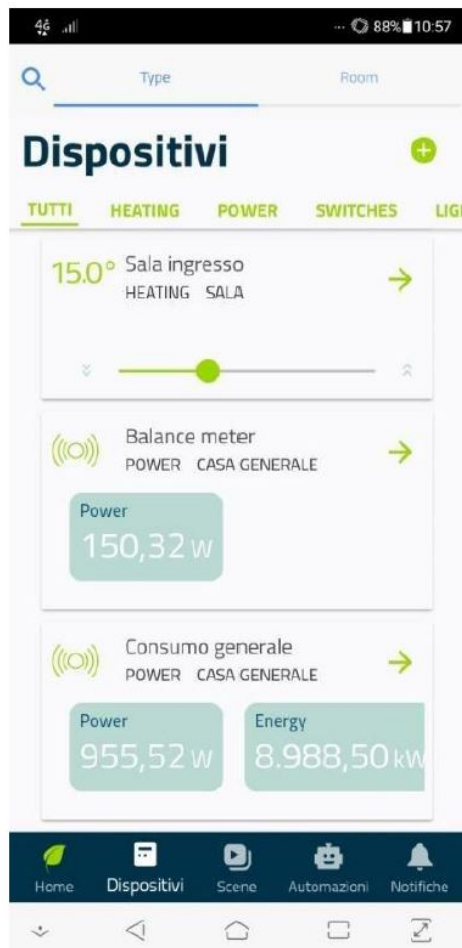 4G ... 88% 10:57
Type Room
Dispositivi
TUTTI HEATING POWER SWITCHES LIGI
15.0° Sala ingresso
HEATING SALA
Balance meter
POWER CASA GENERALE
Power
150,32 W
Consumo generale
POWER CASA GENERALE
Power Energy
955,52 W 8.988,50 kW
Home Dispositivi Scene Automazioni Notifiche